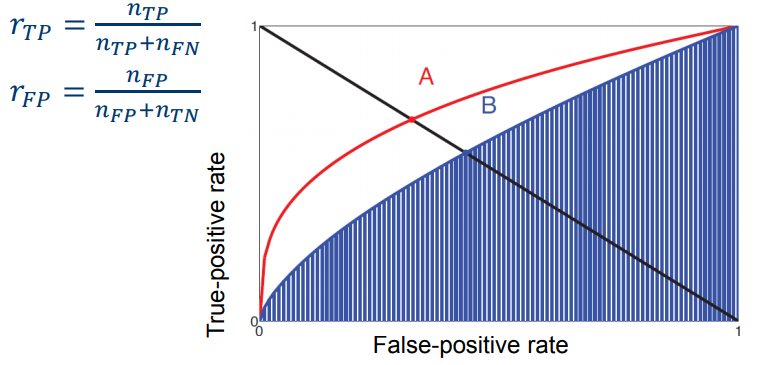 r_TP = n_TP / (n_TP+n_FN)
r_FP = n_FP / (n_FP+n_TN)
1
A
B
True-positive rate
0
0
1
False-positive rate